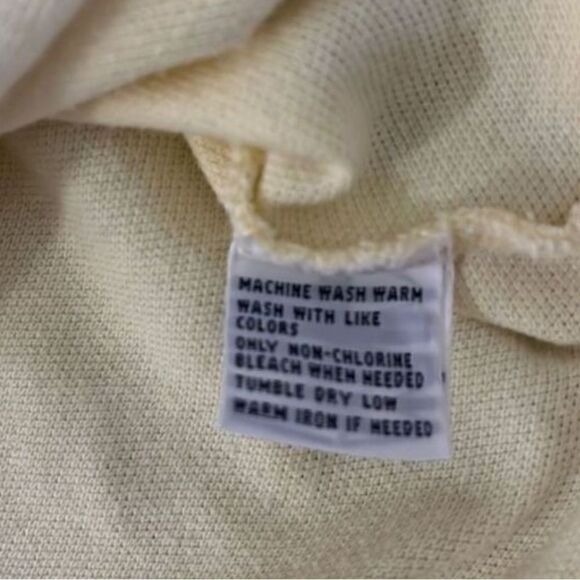 MACHINE WASH WARM
WASH WITH LIKE
COLORS
ONLY NON-CHLORINE
BLEACH WHEN NEEDED
TUMBLE DRY LOW
WARM IRON IF NEEDED